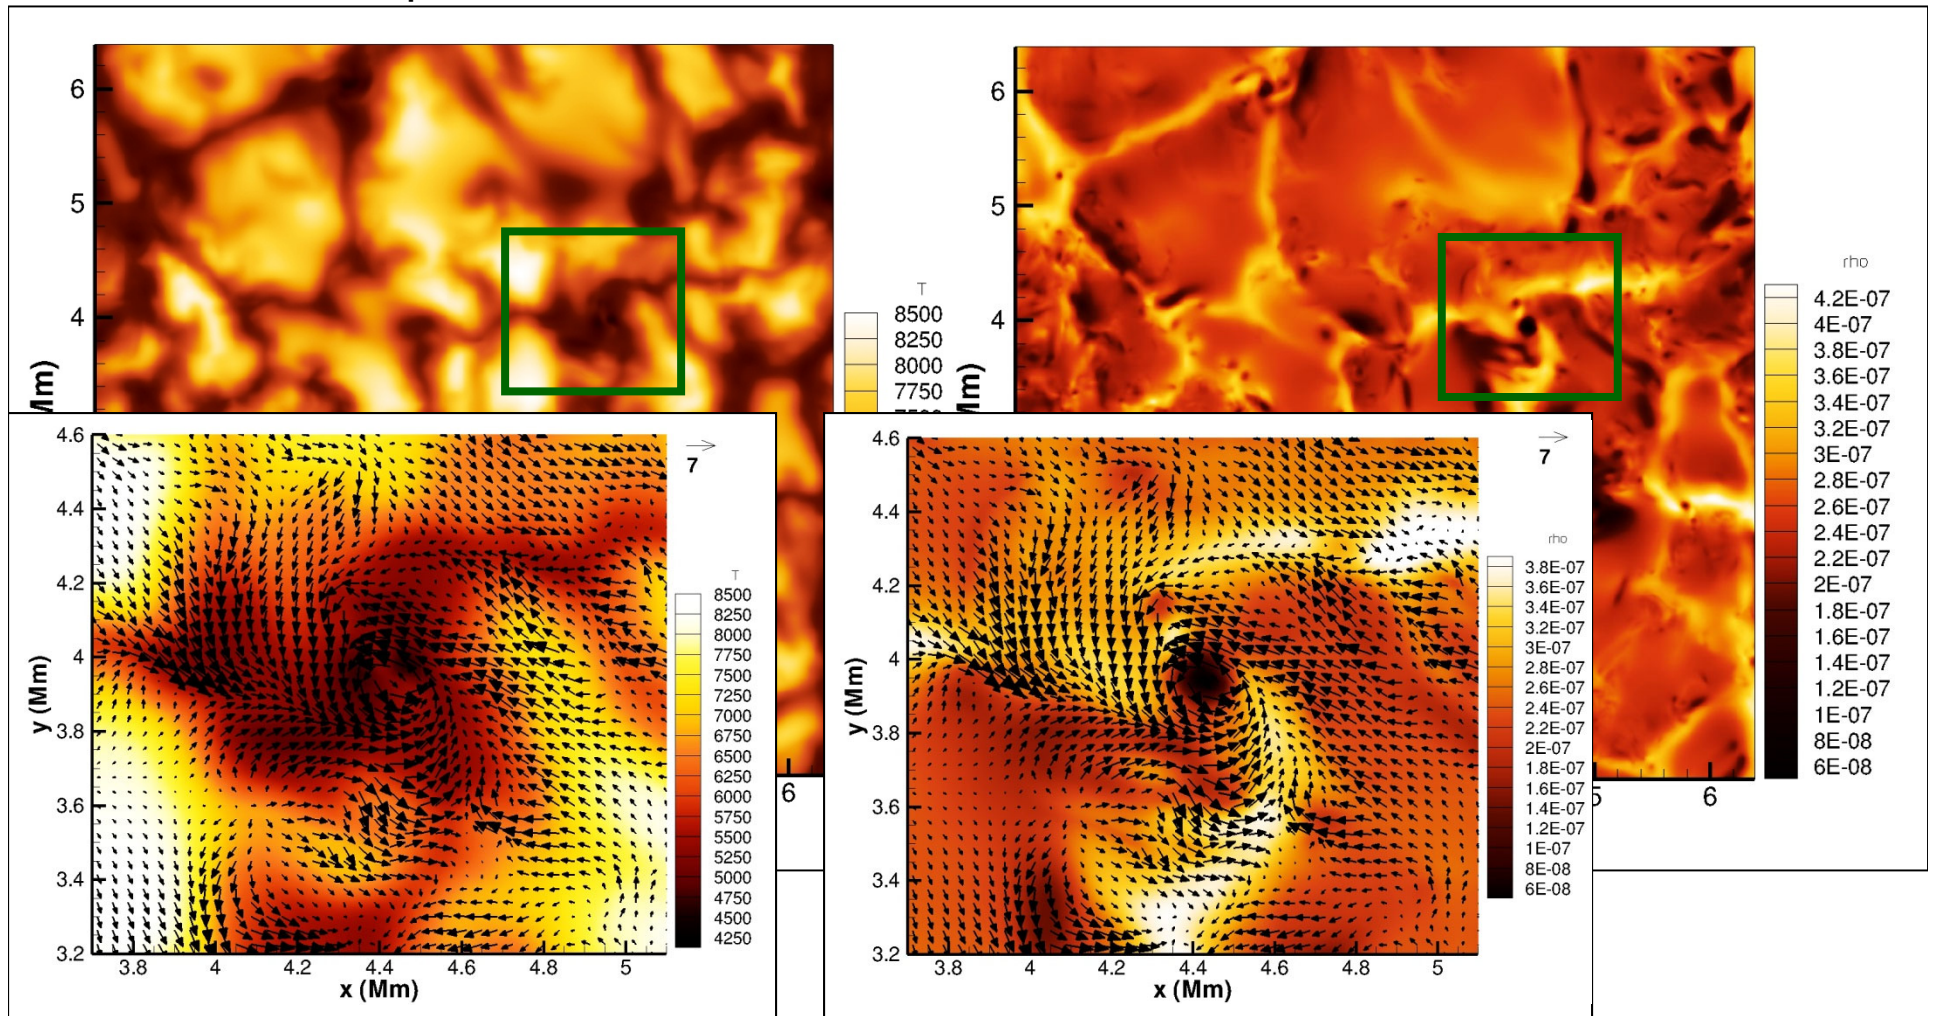 6
5
4
Mm)
T
8500
8250
8000
7750
6
6
5
4
Mm)
rho
4.2E-07
4E-07
3.8E-07
3.6E-07
3.4E-07
3.2E-07
3E-07
2.8E-07
2.6E-07
2.4E-07
2.2E-07
2E-07
1.8E-07
1.6E-07
1.4E-07
1.2E-07
1E-07
8E-08
6E-08
6
4.6
4.4
4.2
4
3.8
3.6
3.4
3.2
y (Mm)
3.8 4 4.2 4.4 4.6 4.8 5
x (Mm)
7
T
8500
8250
8000
7750
7500
7250
7000
6750
6500
6250
6000
5750
5500
5250
5000
4750
4500
4250
4.6
4.4
4.2
4
3.8
3.6
3.4
3.2
y (Mm)
3.8 4 4.2 4.4 4.6 4.8 5
x (Mm)
7
rho
3.8E-07
3.6E-07
3.4E-07
3.2E-07
3E-07
2.8E-07
2.6E-07
2.4E-07
2.2E-07
2E-07
1.8E-07
1.6E-07
1.4E-07
1.2E-07
1E-07
8E-08
6E-08